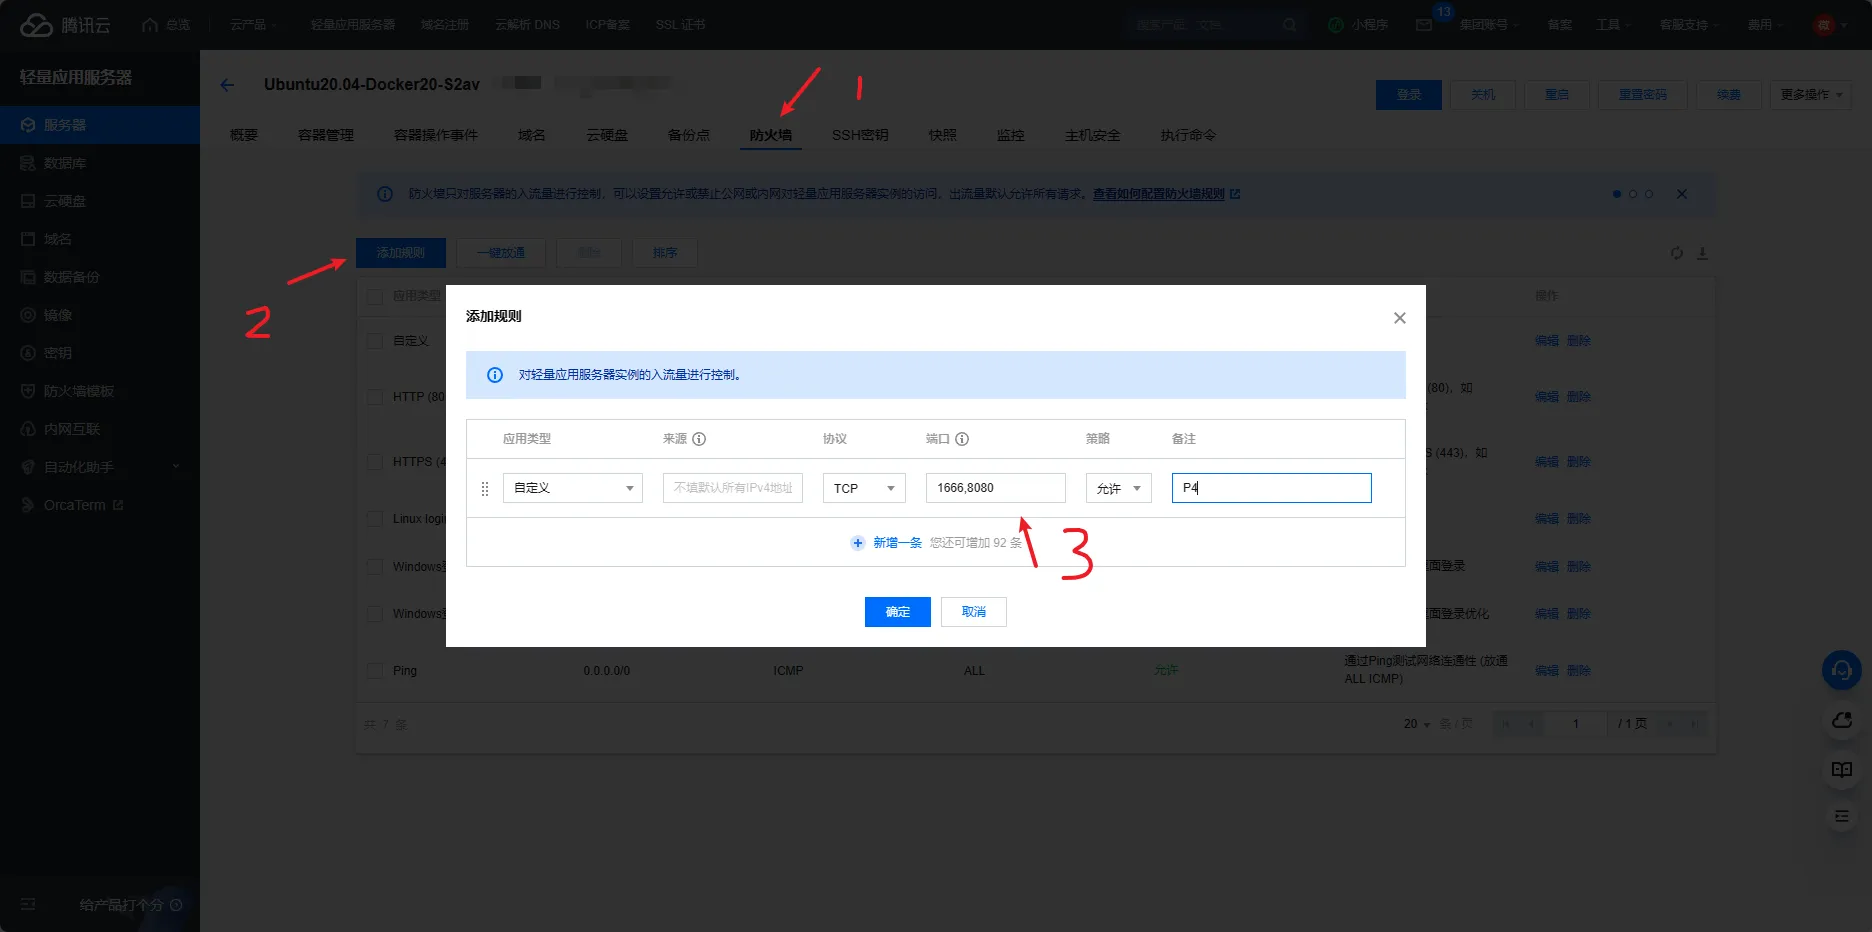 腾讯云 总览 云产品 轻量应用服务器 域名注册 云解析 DNS ICP备案 SSL 证书 搜索产品、文档... 小程序 13 集团账号 备案 工具 客服支持 费用
轻量应用服务器
服务器
数据库
云硬盘
域名
数据备份
镜像
密钥
防火墙模板
内网互联
自动化助手
OrcaTerm
给产品打个分
Ubuntu20.04-Docker20-S2av
登录 关机 重启 重置密码 续费 更多操作
1
概要 容器管理 容器操作事件 域名 云硬盘 备份点 防火墙 SSH密钥 快照 监控 主机安全 执行命令
防火墙只对服务器的入流量进行控制，可以设置允许或禁止公网或内网对轻量应用服务器实例的访问。出流量默认允许所有请求。查看如何配置防火墙规则
添加规则 一键放通 删除 排序
2
应用类型 操作
自定义 编辑 删除
HTTP (80 (80)，如 编辑 删除
HTTPS (4 S (443)，如 编辑 删除
Linux login 编辑 删除
Windows 面登录 编辑 删除
Windows 面登录优化 编辑 删除
Ping 0.0.0.0/0 ICMP ALL 允许 通过Ping测试网络连通性 (放通 ALL ICMP) 编辑 删除
共 7 条 20 条 / 页 1 / 1 页
添加规则
对轻量应用服务器实例的入流量进行控制。
应用类型 来源 协议 端口 策略 备注
自定义 不填默认所有IPv4地址 TCP 1666,8080 允许 P4
新增一条 您还可增加 92 条
3
确定 取消